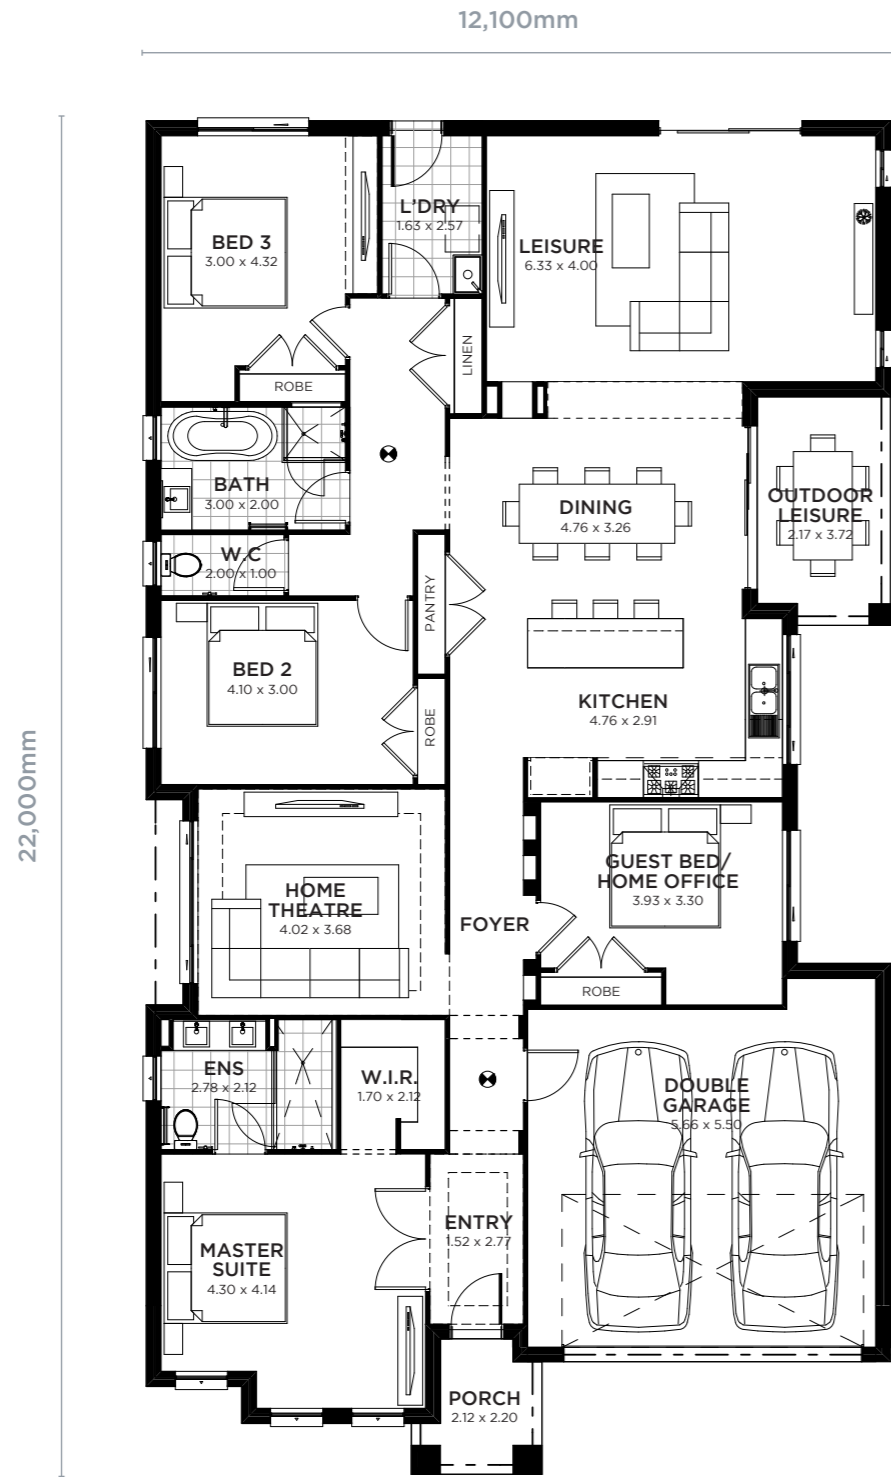 12,100mm
22,000mm
BED 3
3.00 x 4.32
L'DRY
1.63 x 2.57
LEISURE
6.33 x 4.00
LINEN
ROBE
BATH
3.00 x 2.00
DINING
4.76 x 3.26
OUTDOOR
LEISURE
2.17 x 3.72
W.C
2.00 x 1.00
PANTRY
BED 2
4.10 x 3.00
ROBE
KITCHEN
4.76 x 2.91
HOME
THEATRE
4.02 x 3.68
FOYER
GUEST BED/
HOME OFFICE
3.93 x 3.30
ROBE
ENS
2.78 x 2.12
W.I.R.
1.70 x 2.12
DOUBLE
GARAGE
5.66 x 5.50
ENTRY
1.52 x 2.77
MASTER
SUITE
4.30 x 4.14
PORCH
2.12 x 2.20